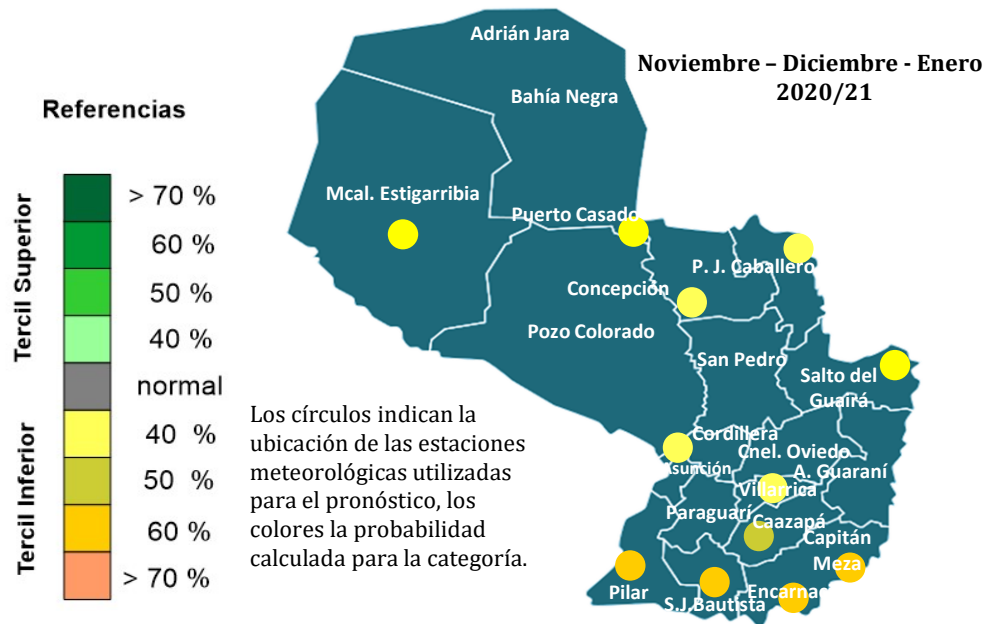 Adrián Jara
Noviembre – Diciembre - Enero
2020/21
Bahía Negra
Referencias
Tercil Superior
> 70 %
60 %
50 %
40 %
normal
Tercil Inferior
40 %
50 %
60 %
> 70 %
Mcal. Estigarribia
Puerto Casado
P. J. Caballero
Concepción
Pozo Colorado
San Pedro
Salto del
Guairá
Los círculos indican la
ubicación de las estaciones
meteorológicas utilizadas
para el pronóstico, los
colores la probabilidad
calculada para la categoría.
Cordillera
Cnel. Oviedo
Asunción
A. Guaraní
Villarrica
Paraguarí
Caazapá
Capitán
Meza
Pilar
S.J.Bautista
Encarnac